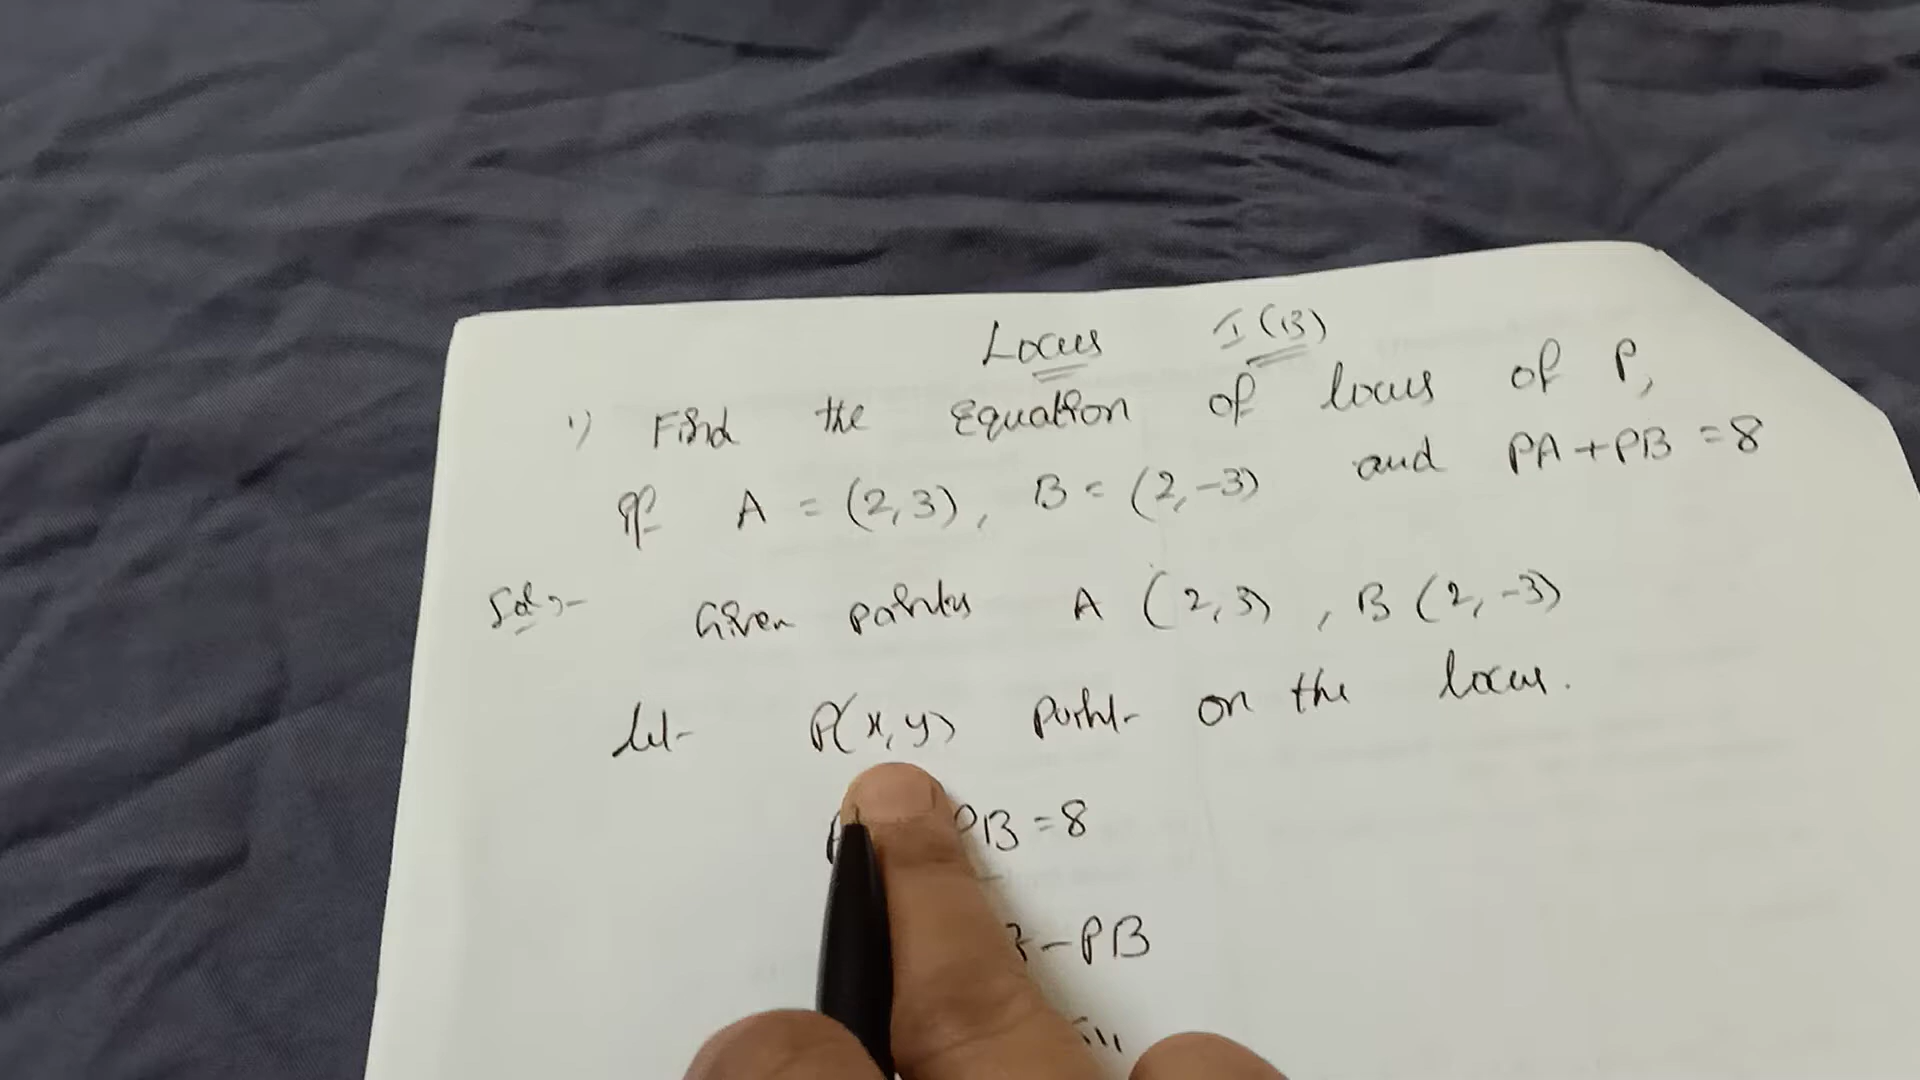 Locus I(B)
1) Find the Equation of locus of P,
if A = (2,3), B = (2,-3) and PA+PB = 8
Sol:- Given points A (2,3), B (2,-3)
Let P(x,y) point on the locus.
PB = 8
-PB